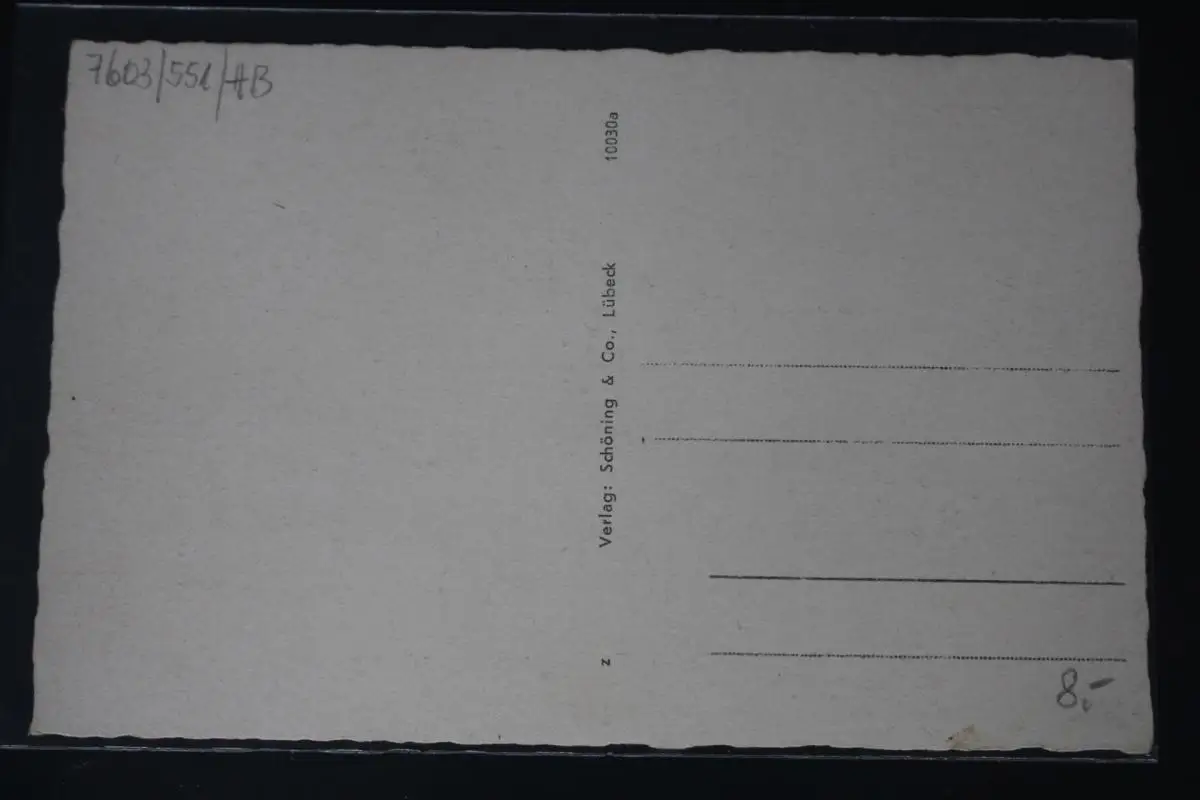 7603/551/AB
z Verlag: Schöning & Co., Lübeck 10030a
8,-